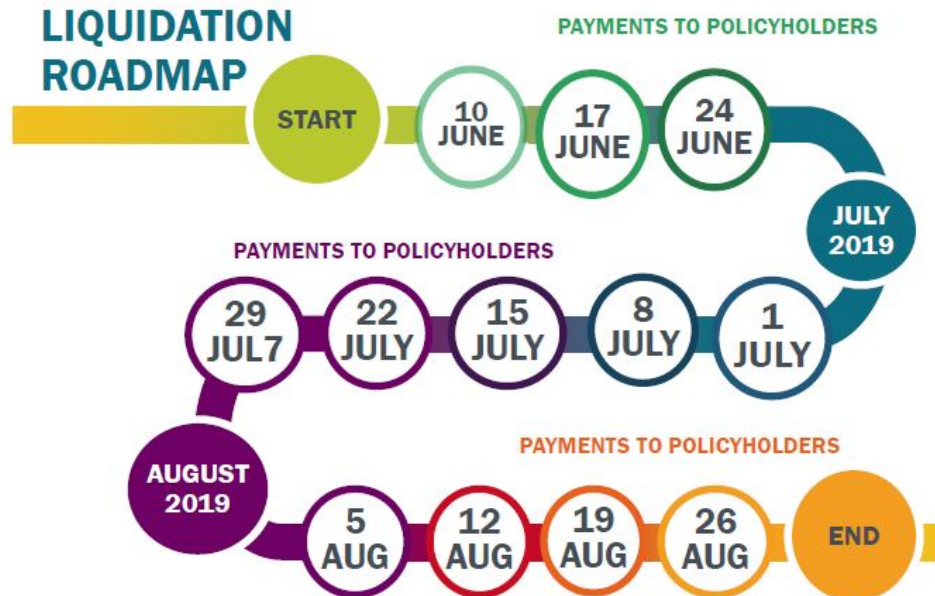 LIQUIDATION
ROADMAP
PAYMENTS TO POLICYHOLDERS
START
10
JUNE
17
JUNE
24
JUNE
JULY
2019
PAYMENTS TO POLICYHOLDERS
29
JUL7
22
JULY
15
JULY
8
JULY
1
JULY
PAYMENTS TO POLICYHOLDERS
AUGUST
2019
5
AUG
12
AUG
19
AUG
26
AUG
END